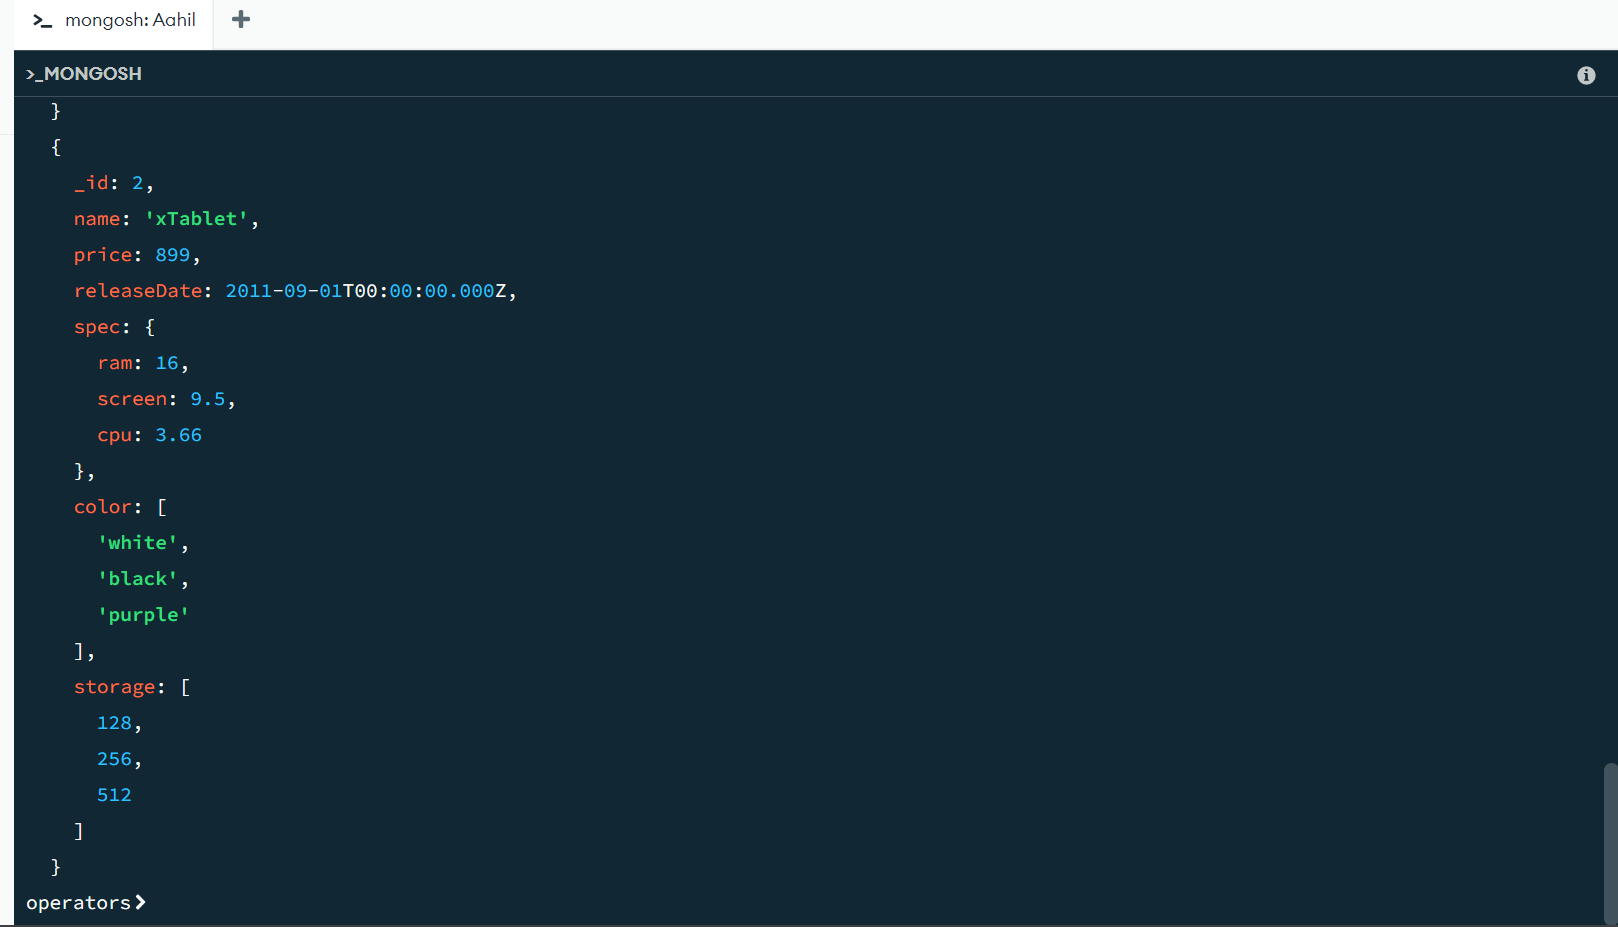 >_ mongosh: Aahil +
>_MONGOSH
}
{
_id: 2,
name: 'xTablet',
price: 899,
releaseDate: 2011-09-01T00:00:00.000Z,
spec: {
ram: 16,
screen: 9.5,
cpu: 3.66
},
color: [
'white',
'black',
'purple'
],
storage: [
128,
256,
512
]
}
operators>